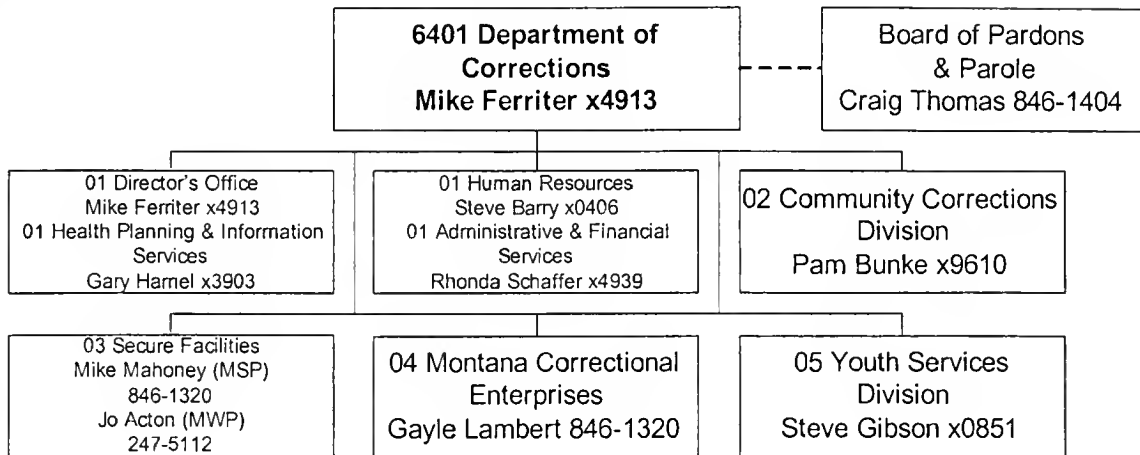 6401 Department of
Corrections
Mike Ferriter x4913
Board of Pardons
& Parole
Craig Thomas 846-1404
01 Director's Office
Mike Ferriter x4913
01 Health Planning & Information
Services
Gary Hamel x3903
01 Human Resources
Steve Barry x0406
01 Administrative & Financial
Services
Rhonda Schaffer x4939
02 Community Corrections
Division
Pam Bunke x9610
03 Secure Facilities
Mike Mahoney (MSP)
846-1320
Jo Acton (MWP)
247-5112
04 Montana Correctional
Enterprises
Gayle Lambert 846-1320
05 Youth Services
Division
Steve Gibson x0851